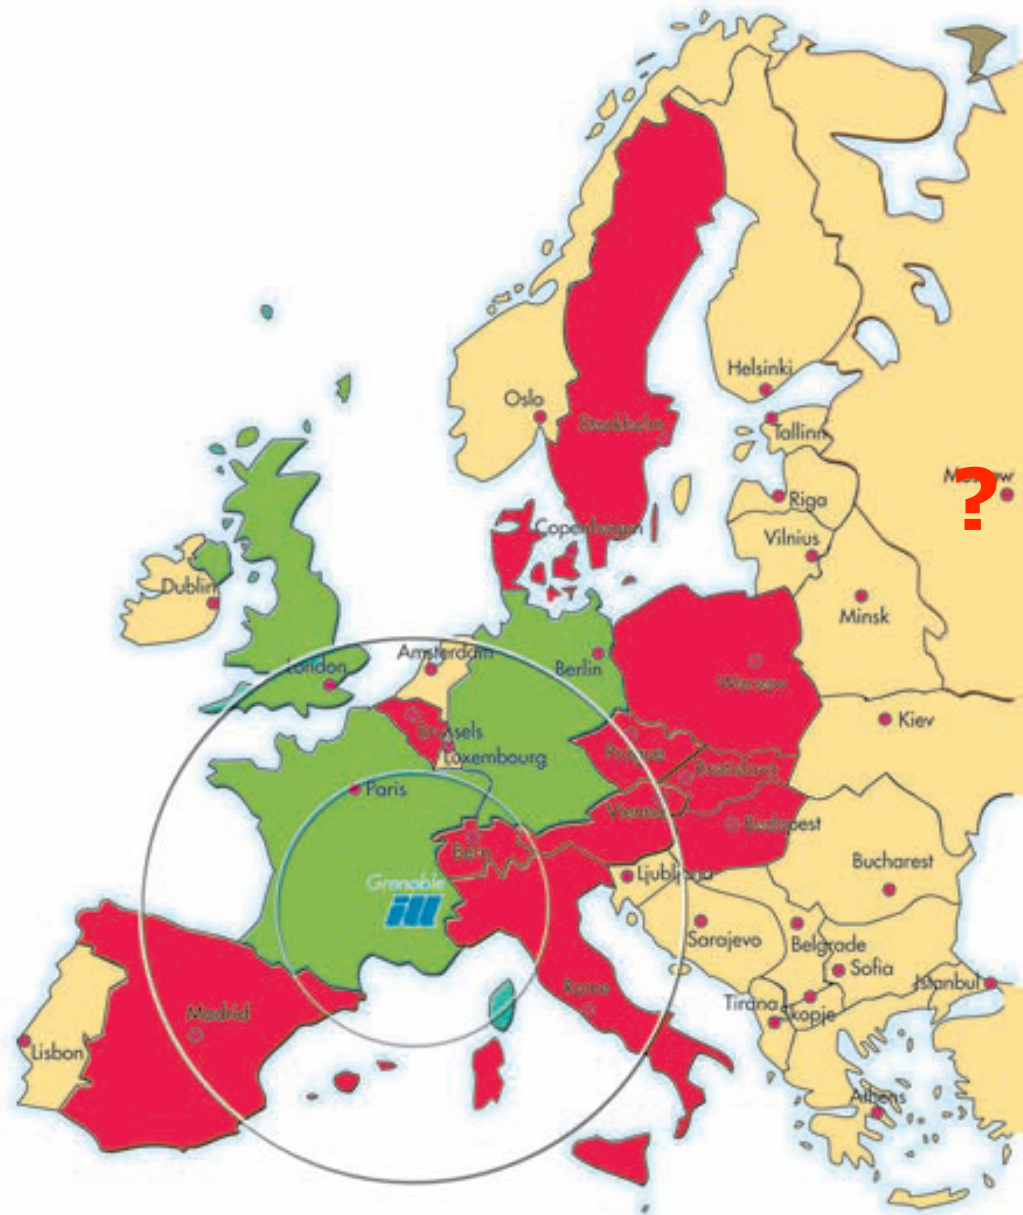 Helsinki
Oslo
Stockholm
Tallinn
Moscow
?
Riga
Copenhagen
Vilnius
Dublin
Minsk
London
Amsterdam
Berlin
Warsaw
Kiev
Brussels
Prague
Luxembourg
Bratislava
Paris
Vienna
Budapest
Bern
Bucharest
Ljubljana
Grenoble
ill
Sarajevo
Belgrade
Sofia
Istanbul
Rome
Tirana
Skopje
Madrid
Lisbon
Athens